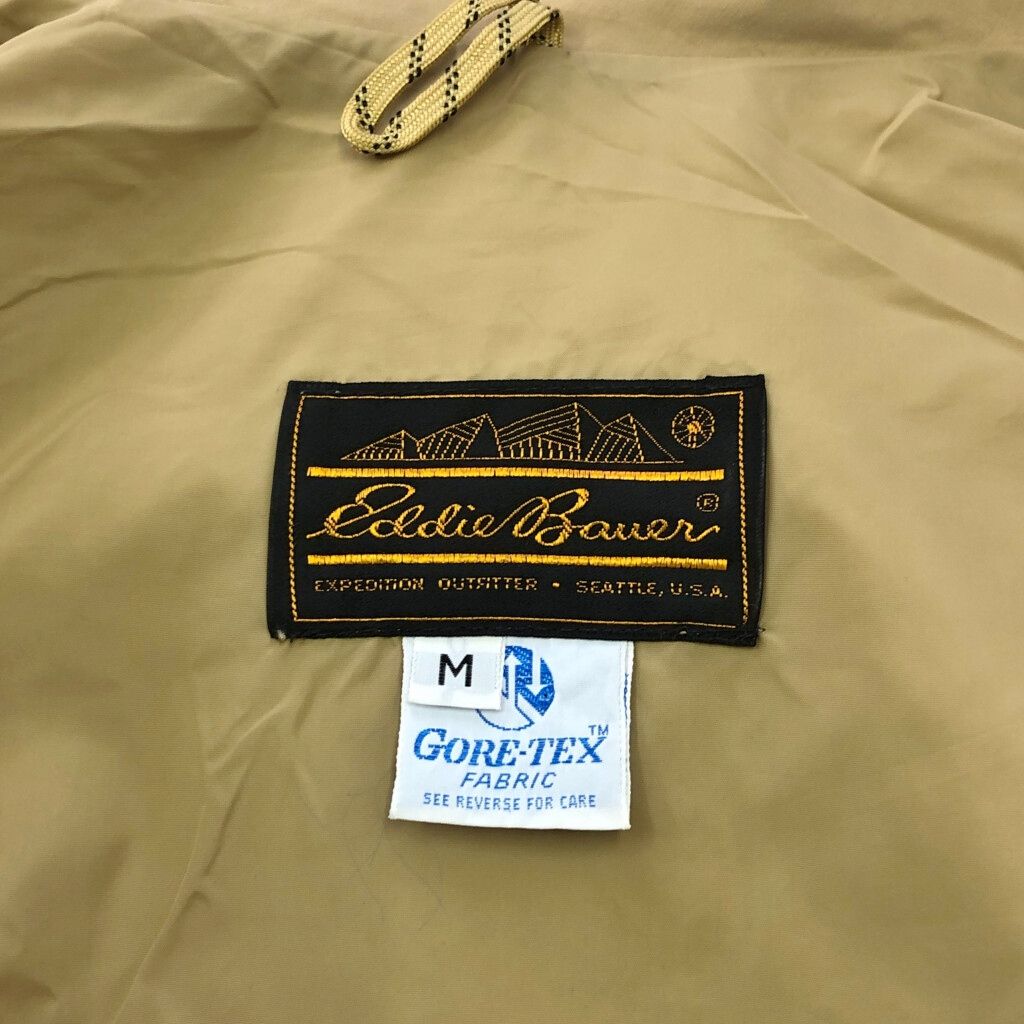 Eddie Bauer ®
EXPEDITION OUTFITTER • SEATTLE, U.S.A.
M
GORE-TEX™
FABRIC
SEE REVERSE FOR CARE